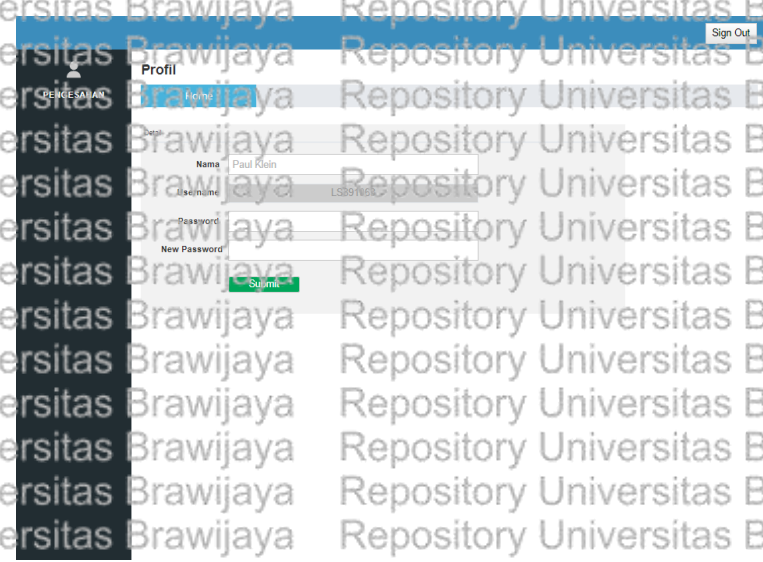 ersitas Brawijaya Repository Universitas B
Sign Out
ersitas Brawijaya Repository Universitas B
Profil
PENGESAHAN
Home
ersitas Brawijaya Repository Universitas B
Detil
ersitas Brawijaya Repository Universitas B
Nama Paul Klein
ersitas Brawijaya Repository Universitas B
Username
ersitas Brawijaya Repository Universitas B
Password
New Password
ersitas Brawijaya Repository Universitas B
Submit
ersitas Brawijaya Repository Universitas B
ersitas Brawijaya Repository Universitas B
ersitas Brawijaya Repository Universitas B
ersitas Brawijaya Repository Universitas B
ersitas Brawijaya Repository Universitas B
ersitas Brawijaya Repository Universitas B